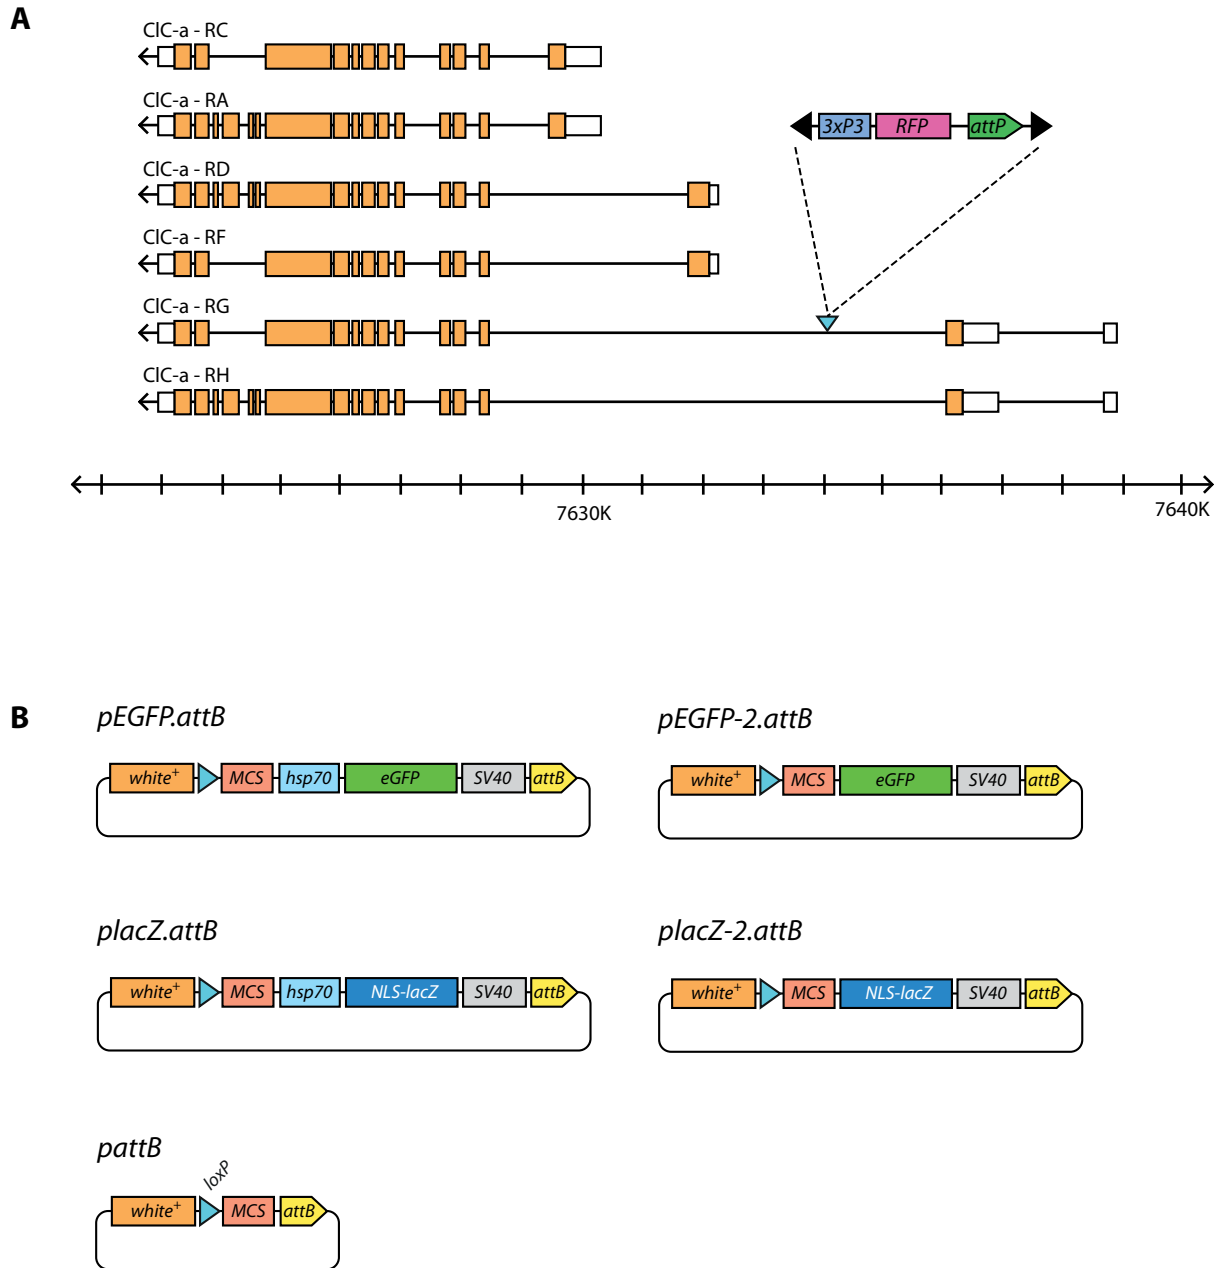 A
ClC-a - RC
ClC-a - RA
3xP3 RFP attP
ClC-a - RD
ClC-a - RF
ClC-a - RG
ClC-a - RH
7630K
7640K
B
pEGFP.attB
pEGFP-2.attB
white+ MCS hsp70 eGFP SV40 attB
white+ MCS eGFP SV40 attB
placZ.attB
placZ-2.attB
white+ MCS hsp70 NLS-lacZ SV40 attB
white+ MCS NLS-lacZ SV40 attB
pattB
loxP
white+ MCS attB